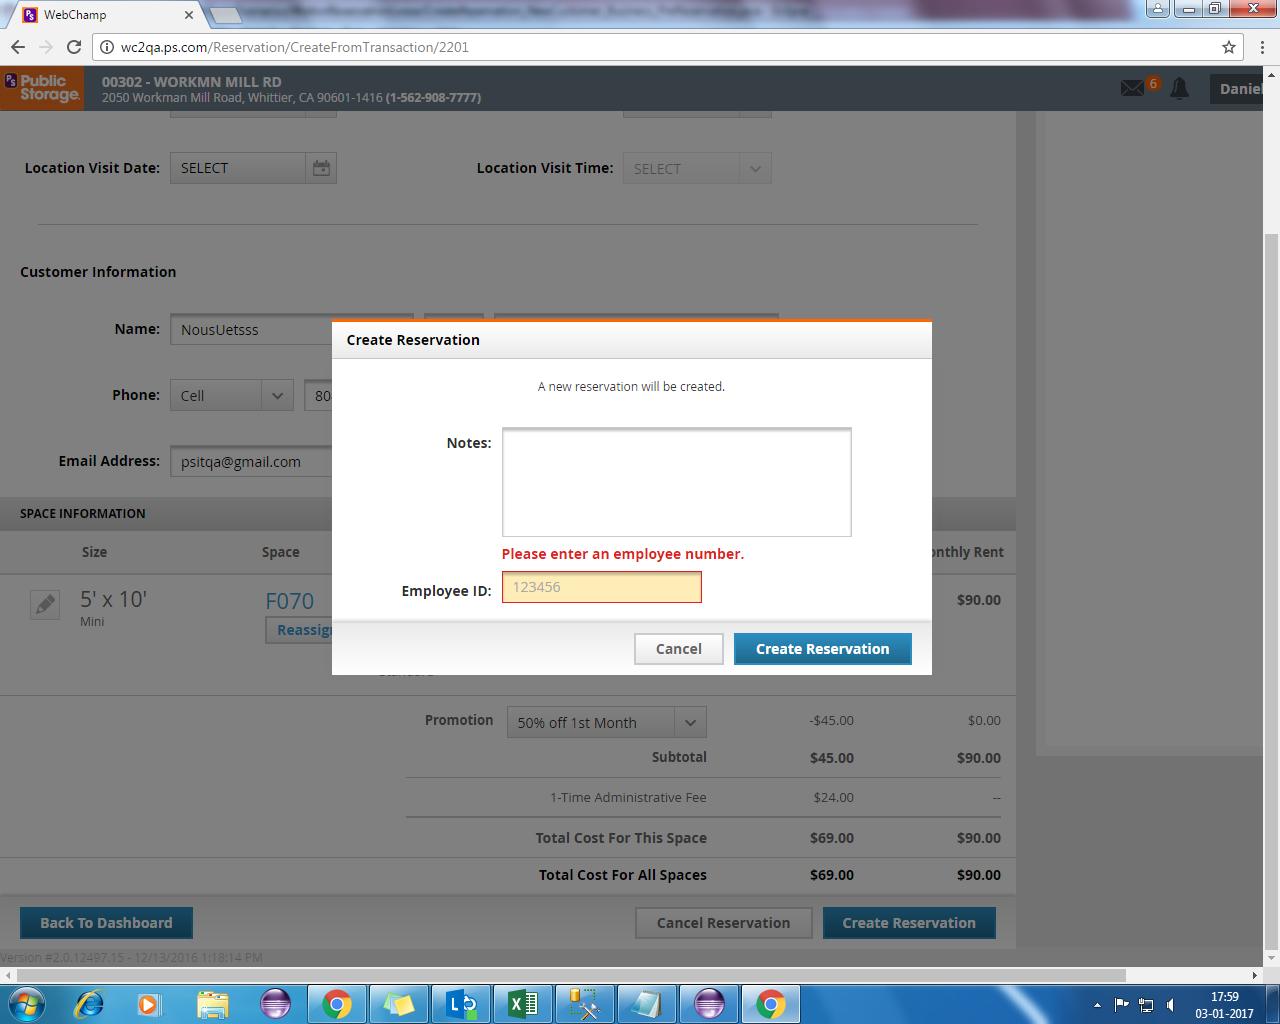 WebChamp
wc2qa.ps.com/Reservation/CreateFromTransaction/2201
PS Public Storage.
00302 - WORKMN MILL RD
2050 Workman Mill Road, Whittier, CA 90601-1416 (1-562-908-7777)
6
Daniel
Location Visit Date: SELECT
Location Visit Time: SELECT
Customer Information
Name: NousUetsss
Phone: Cell 80
Email Address: psitqa@gmail.com
Create Reservation
A new reservation will be created.
Notes:
Please enter an employee number.
Employee ID: 123456
Cancel Create Reservation
SPACE INFORMATION
Size Space onthly Rent
5' x 10' F070 $90.00
Mini
Reassig
Standard
Promotion 50% off 1st Month -$45.00 $0.00
Subtotal $45.00 $90.00
1-Time Administrative Fee $24.00 --
Total Cost For This Space $69.00 $90.00
Total Cost For All Spaces $69.00 $90.00
Back To Dashboard Cancel Reservation Create Reservation
Version #2.0.12497.15 - 12/13/2016 1:18:14 PM
17:59
03-01-2017